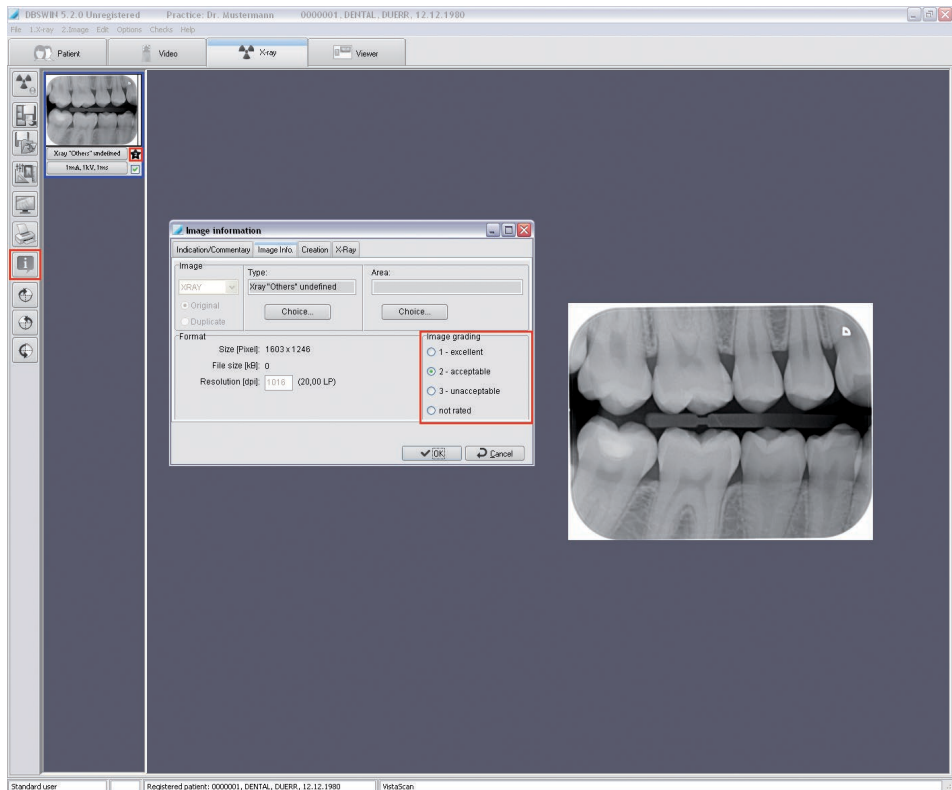 DBSWIN 5.2.0 Unregistered Practice: Dr. Mustermann 0000001, DENTAL, DUERR, 12.12.1980
File 1.X-ray 2.Image Edit Options Checks Help
Patient Video X-ray Viewer
Xray "Others" undefined 2
1mA, 1kV, 1ms
Image information
Indication/Commentary Image Info. Creation X-Ray
Image Type: Area:
XRAY Xray "Others" undefined
Original Choice... Choice...
Duplicate
Format Image grading
Size [Pixel]: 1603 x 1246 1 - excellent
File size [kB]: 0 2 - acceptable
Resolution [dpi]: 1016 (20,00 LP) 3 - unacceptable
not rated
OK Cancel
D
Standard user Registered patient: 0000001, DENTAL, DUERR, 12.12.1980 VistaScan